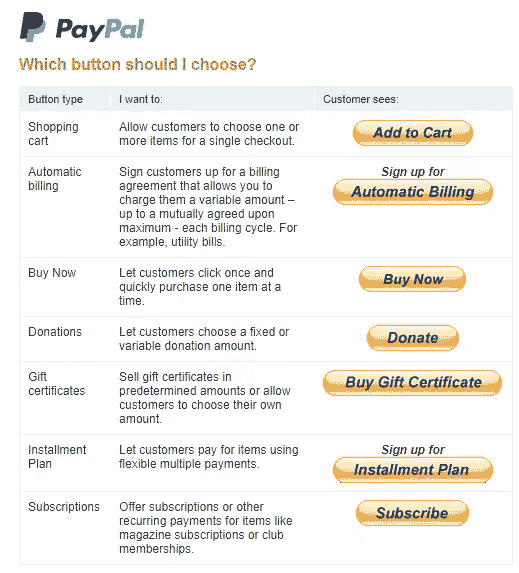 PayPal
Which button should I choose?
Button type I want to: Customer sees:
Shopping cart
Allow customers to choose one or
more items for a single checkout.
Add to Cart
Automatic billing
Sign customers up for a billing
agreement that allows you to
charge them a variable amount –
up to a mutually agreed upon
maximum - each billing cycle. For
example, utility bills.
Sign up for
Automatic Billing
Buy Now
Let customers click once and
quickly purchase one item at a
time.
Buy Now
Donations
Let customers choose a fixed or
variable donation amount.
Donate
Gift
certificates
Sell gift certificates in
predetermined amounts or allow
customers to choose their own
amount.
Buy Gift Certificate
Installment
Plan
Let customers pay for items using
flexible multiple payments.
Sign up for
Installment Plan
Subscriptions
Offer subscriptions or other
recurring payments for items like
magazine subscriptions or club
memberships.
Subscribe